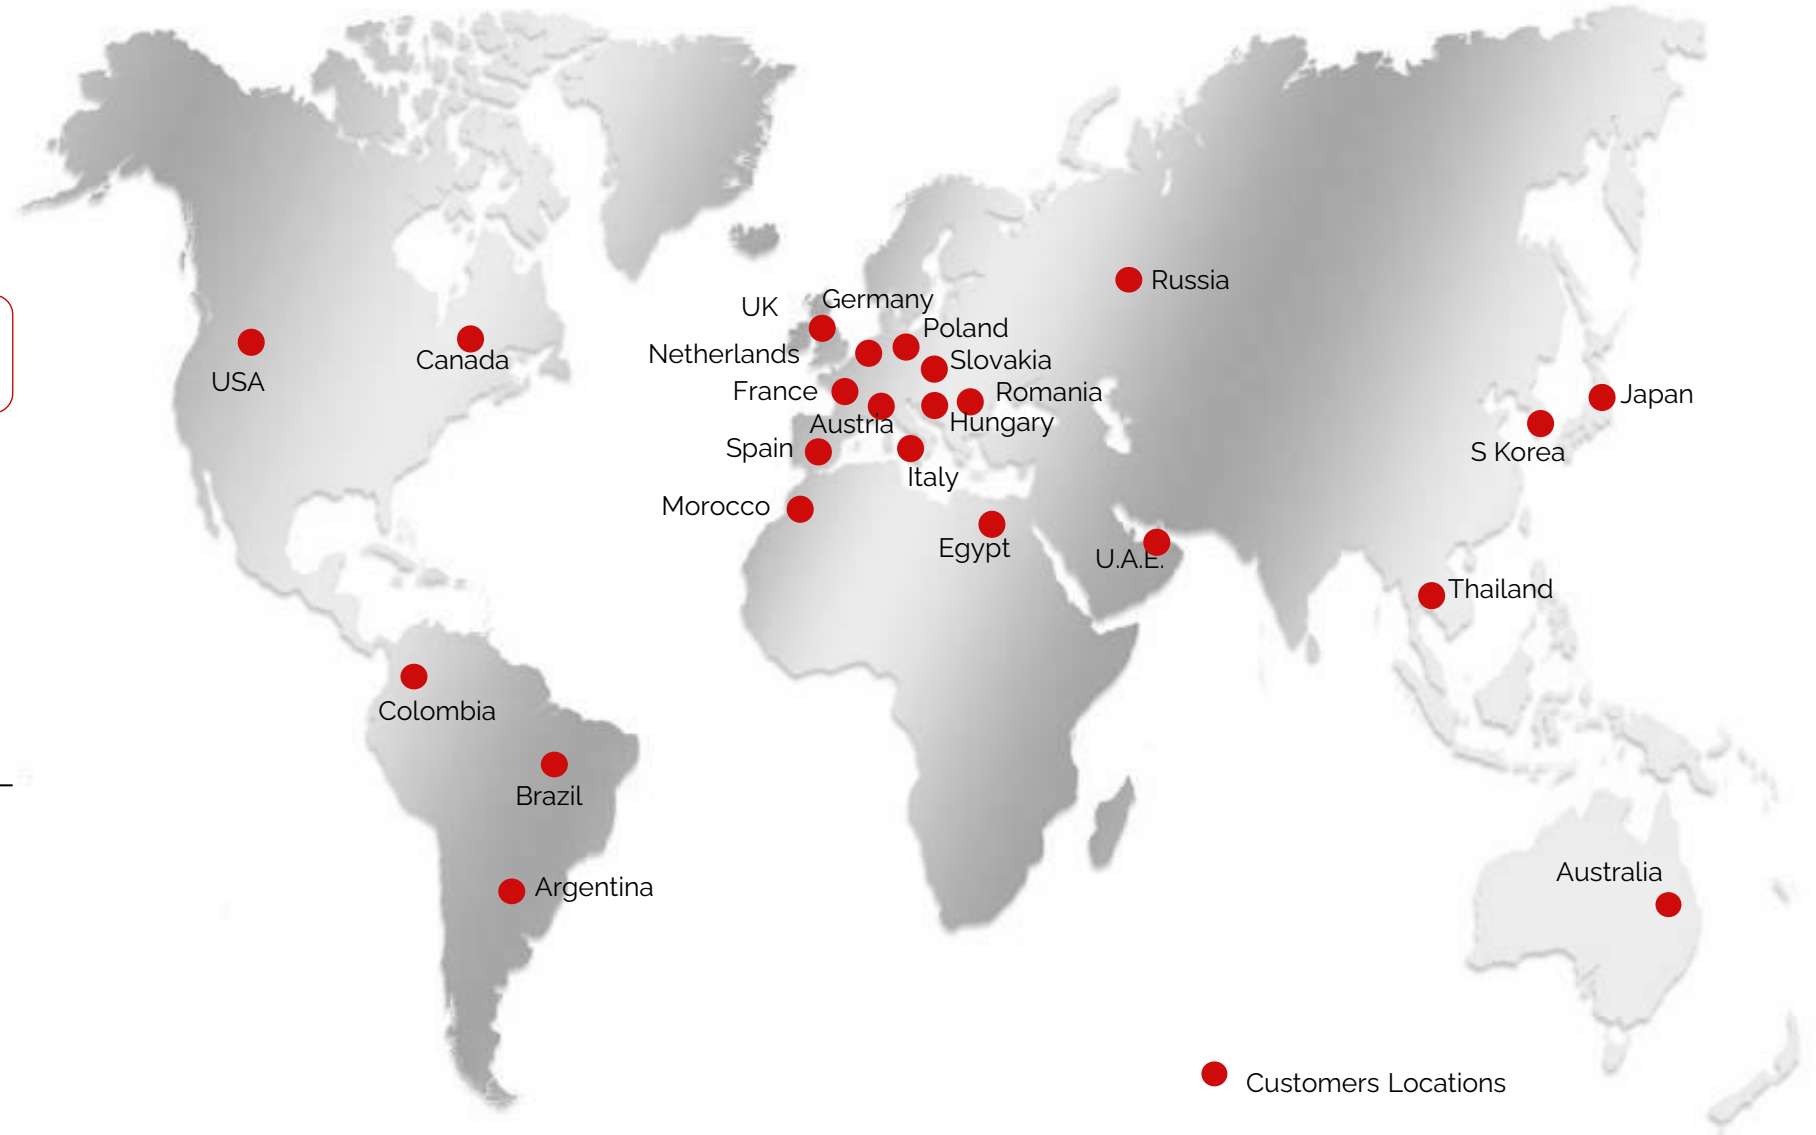 Russia
Germany
UK
Poland
Netherlands
Slovakia
Canada
USA
France
Romania
Japan
Austria
Hungary
Spain
S Korea
Italy
Morocco
Egypt
U.A.E.
Thailand
Colombia
Brazil
Australia
Argentina
Customers Locations